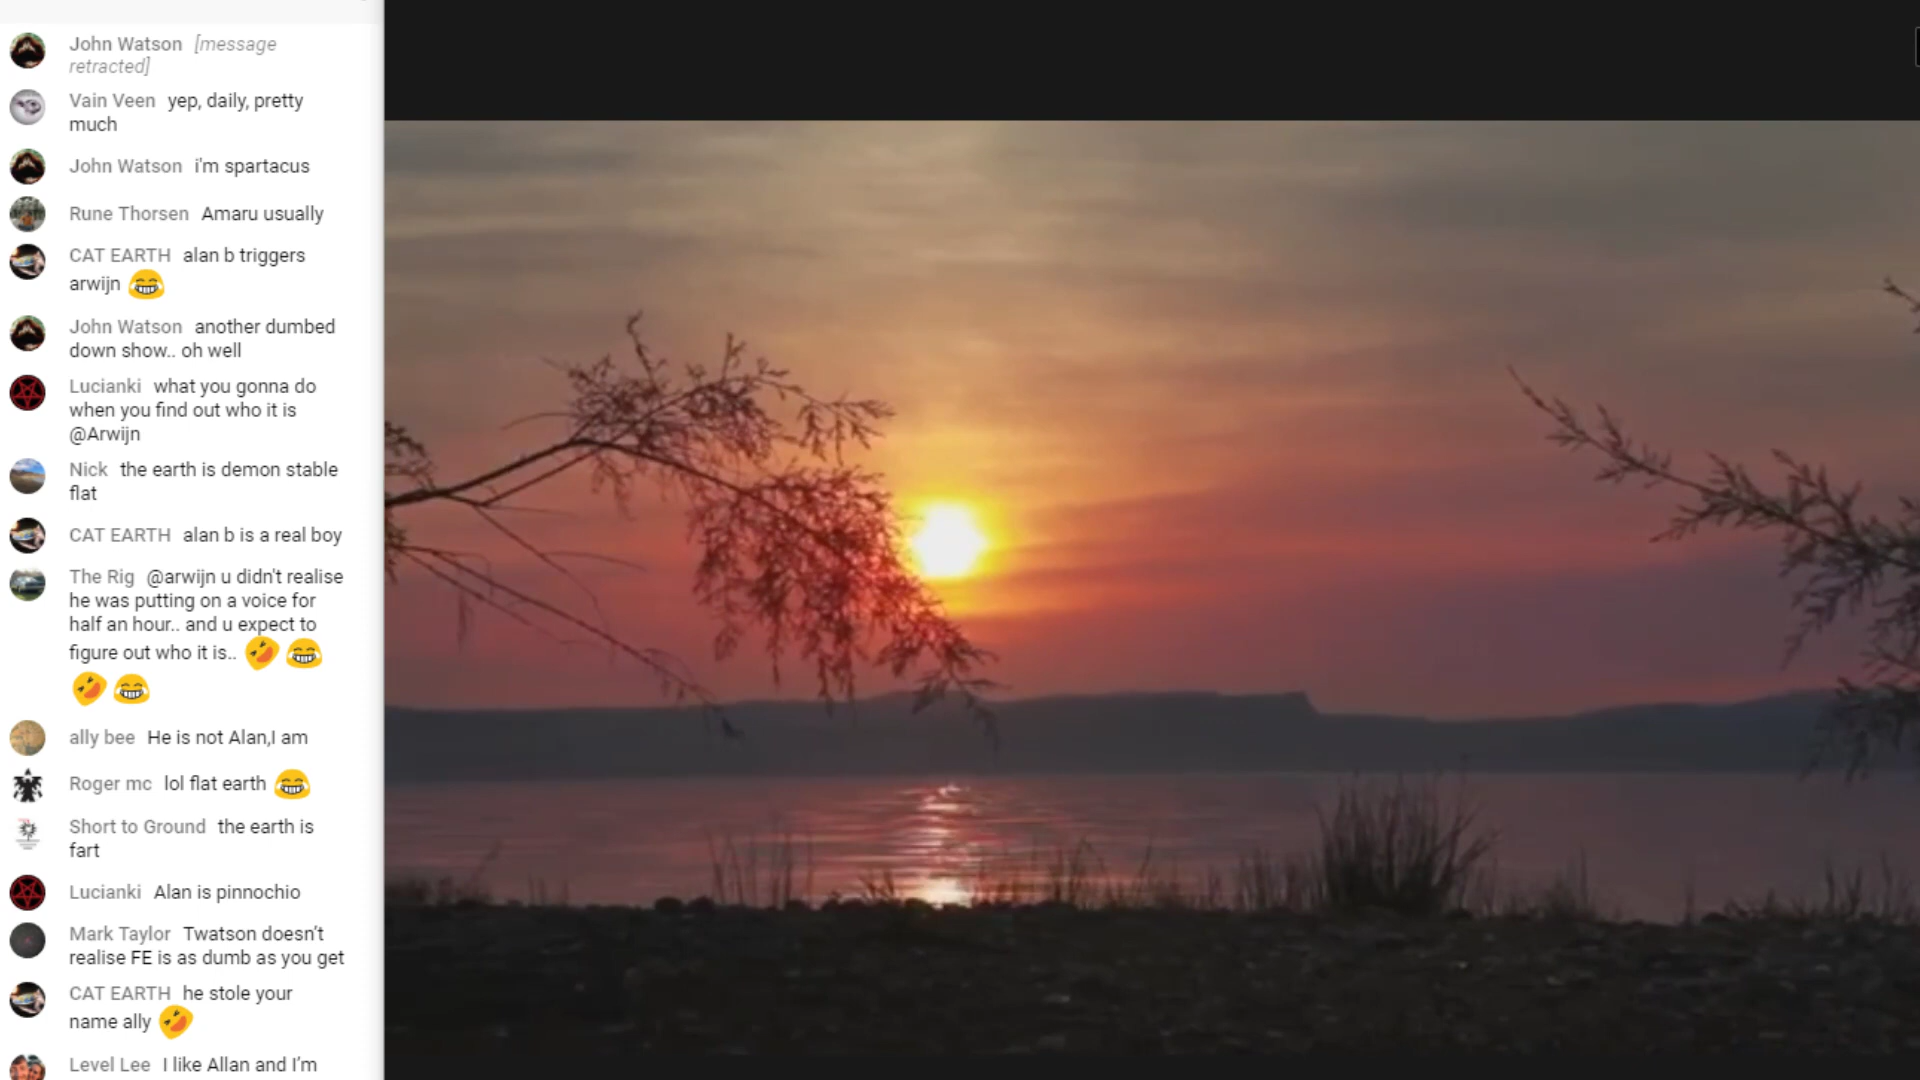 John Watson [message
retracted]
Vain Veen yep, daily, pretty
much
John Watson i'm spartacus
Rune Thorsen Amaru usually
CAT EARTH alan b triggers
arwijn 😂
John Watson another dumbed
down show.. oh well
Lucianki what you gonna do
when you find out who it is
@Arwijn
Nick the earth is demon stable
flat
CAT EARTH alan b is a real boy
The Rig @arwijn u didn't realise
he was putting on a voice for
half an hour.. and u expect to
figure out who it is.. 🤣 😂
🤣 😂
ally bee He is not Alan,I am
Roger mc lol flat earth 😂
Short to Ground the earth is
fart
Lucianki Alan is pinnochio
Mark Taylor Twatson doesn't
realise FE is as dumb as you get
CAT EARTH he stole your
name ally 🤣
Level Lee I like Allan and I’m